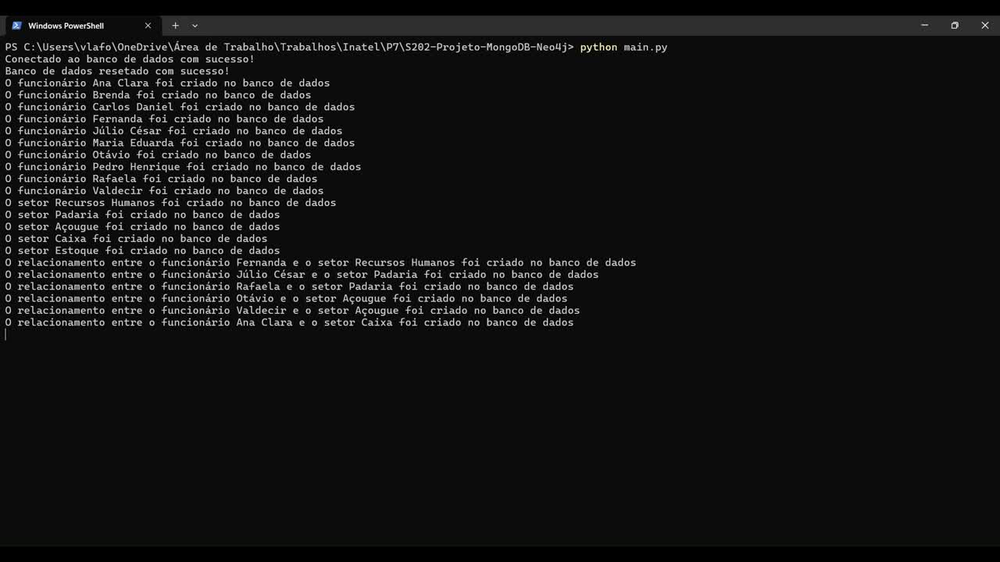 Windows PowerShell
PS C:\Users\vlafo\OneDrive\Área de Trabalho\Trabalhos\Inatel\P7\S202-Projeto-MongoDB-Neo4j> python main.py
Conectado ao banco de dados com sucesso!
Banco de dados resetado com sucesso!
O funcionário Ana Clara foi criado no banco de dados
O funcionário Brenda foi criado no banco de dados
O funcionário Carlos Daniel foi criado no banco de dados
O funcionário Fernanda foi criado no banco de dados
O funcionário Júlio César foi criado no banco de dados
O funcionário Maria Eduarda foi criado no banco de dados
O funcionário Otávio foi criado no banco de dados
O funcionário Pedro Henrique foi criado no banco de dados
O funcionário Rafaela foi criado no banco de dados
O funcionário Valdecir foi criado no banco de dados
O setor Recursos Humanos foi criado no banco de dados
O setor Padaria foi criado no banco de dados
O setor Açougue foi criado no banco de dados
O setor Caixa foi criado no banco de dados
O setor Estoque foi criado no banco de dados
O relacionamento entre o funcionário Fernanda e o setor Recursos Humanos foi criado no banco de dados
O relacionamento entre o funcionário Júlio César e o setor Padaria foi criado no banco de dados
O relacionamento entre o funcionário Rafaela e o setor Padaria foi criado no banco de dados
O relacionamento entre o funcionário Otávio e o setor Açougue foi criado no banco de dados
O relacionamento entre o funcionário Valdecir e o setor Açougue foi criado no banco de dados
O relacionamento entre o funcionário Ana Clara e o setor Caixa foi criado no banco de dados